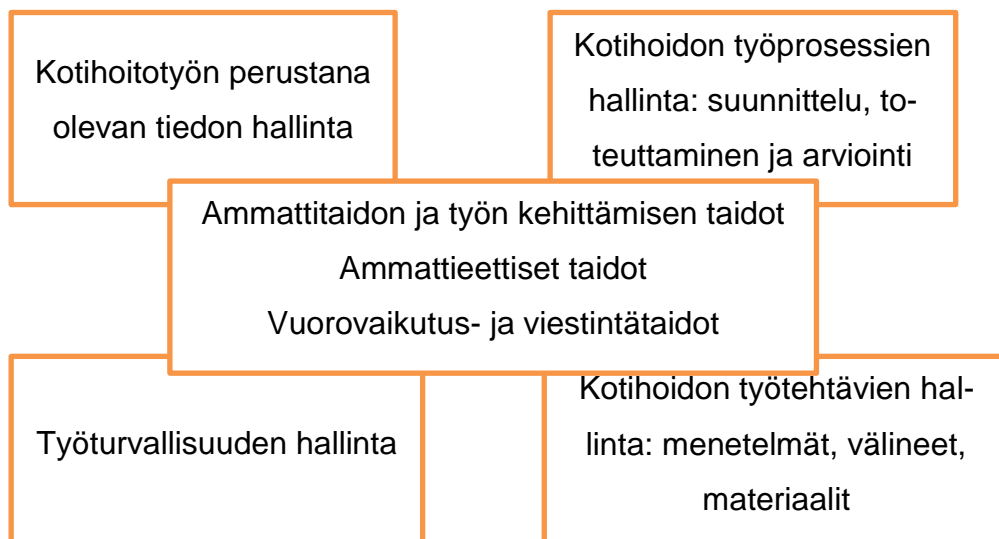 Kotihoitotyön perustana
olevan tiedon hallinta
Kotihoidon työprosessien
hallinta: suunnittelu, to-
teuttaminen ja arviointi
Ammattitaidon ja työn kehittämisen taidot
Ammattieettiset taidot
Vuorovaikutus- ja viestintätaidot
Työturvallisuuden hallinta
Kotihoidon työtehtävien hal-
linta: menetelmät, välineet,
materiaalit